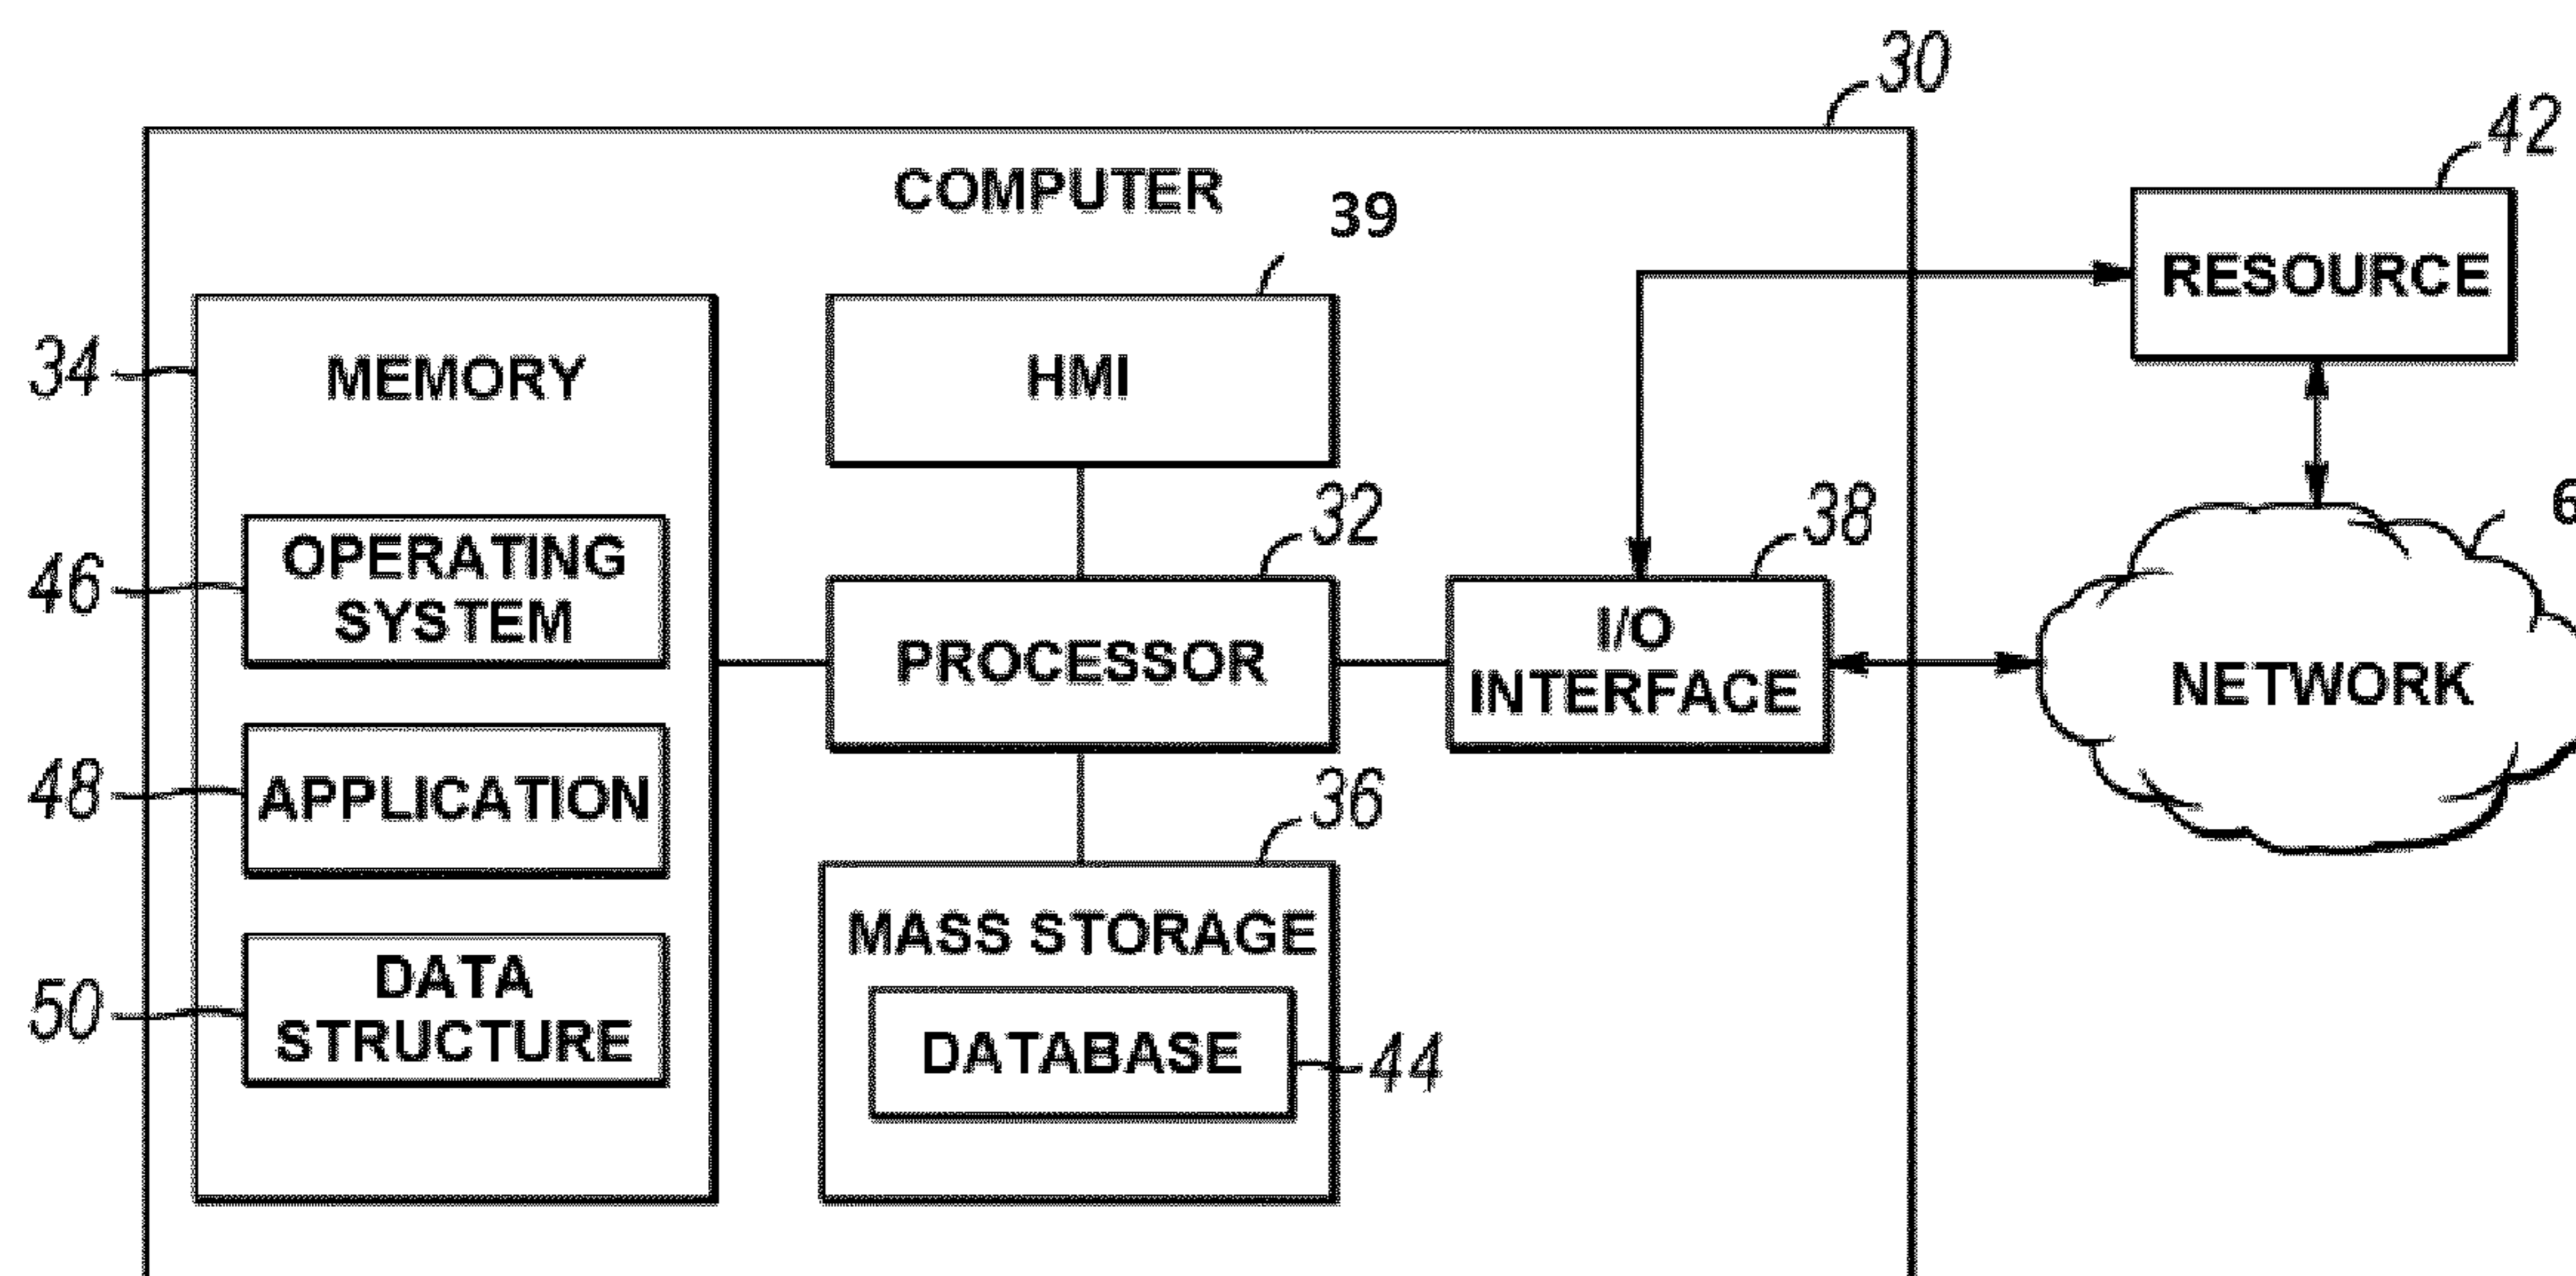 30
42
COMPUTER
39
RESOURCE
34
MEMORY
HMI
32
38
6
46
OPERATING
SYSTEM
PROCESSOR
I/O
INTERFACE
NETWORK
48
APPLICATION
36
MASS STORAGE
50
DATA
STRUCTURE
DATABASE
44